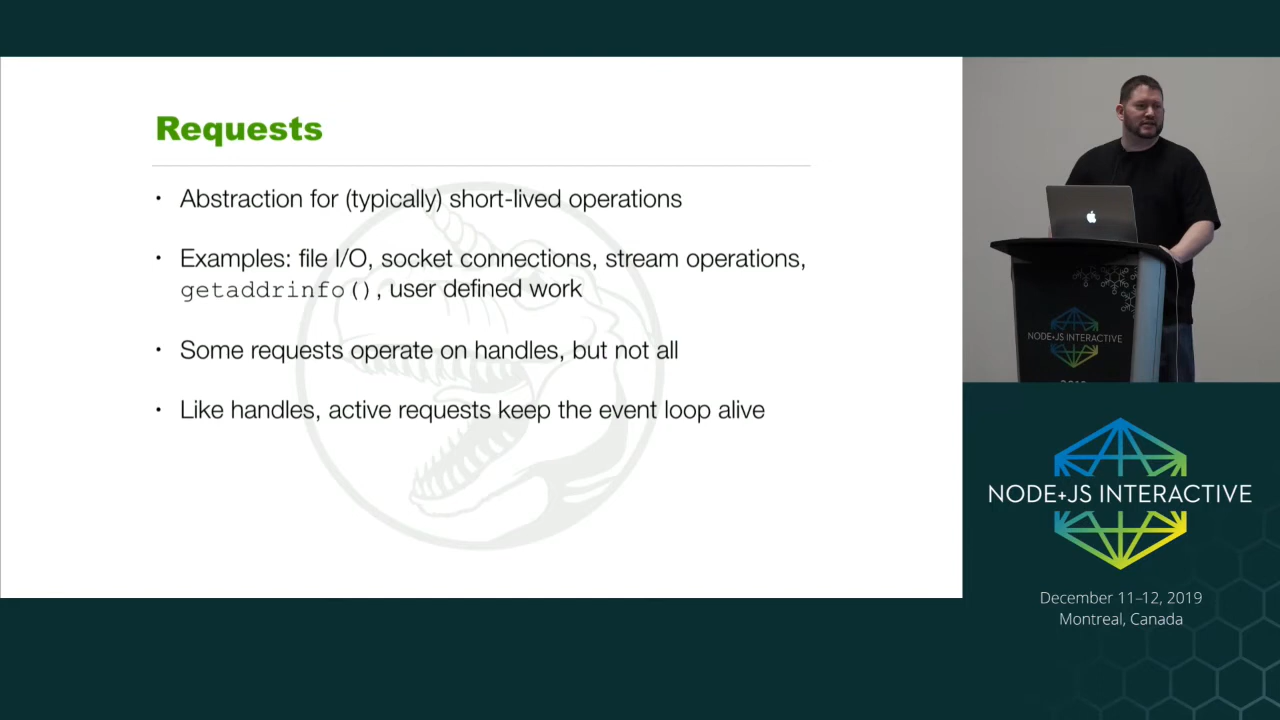 Requests
• Abstraction for (typically) short-lived operations
• Examples: file I/O, socket connections, stream operations,
getaddrinfo(), user defined work
• Some requests operate on handles, but not all
• Like handles, active requests keep the event loop alive
NODE+JS INTERACTIVE
NODE+JS INTERACTIVE
December 11–12, 2019
Montreal, Canada